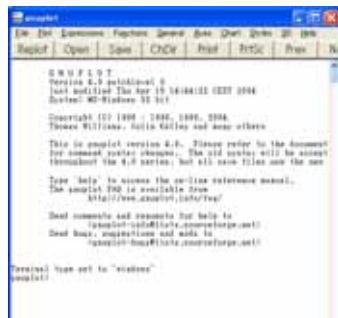 gnuplot
File Plot Expressions Functions General Axes Chart Styles 3D Help
Replot Open Save ChDir Print PrtSc Prev
G N U P L O T
Version 4.0 patchlevel 0
last modified Thu Apr 15 14:44:22 CEST 2004
System: MS-Windows 32 bit
Copyright (C) 1986 - 1993, 1998, 2004
Thomas Williams, Colin Kelley and many others
This is gnuplot version 4.0. Please refer to the document
for command syntax changes. The old syntax will be accept
throughout the 4.0 series, but all save files use the new
Type `help` to access the on-line reference manual.
The gnuplot FAQ is available from
http://www.gnuplot.info/faq/
Send comments and requests for help to
<gnuplot-info@lists.sourceforge.net>
Send bugs, suggestions and mods to
<gnuplot-bugs@lists.sourceforge.net>
Terminal type set to 'windows'
gnuplot>